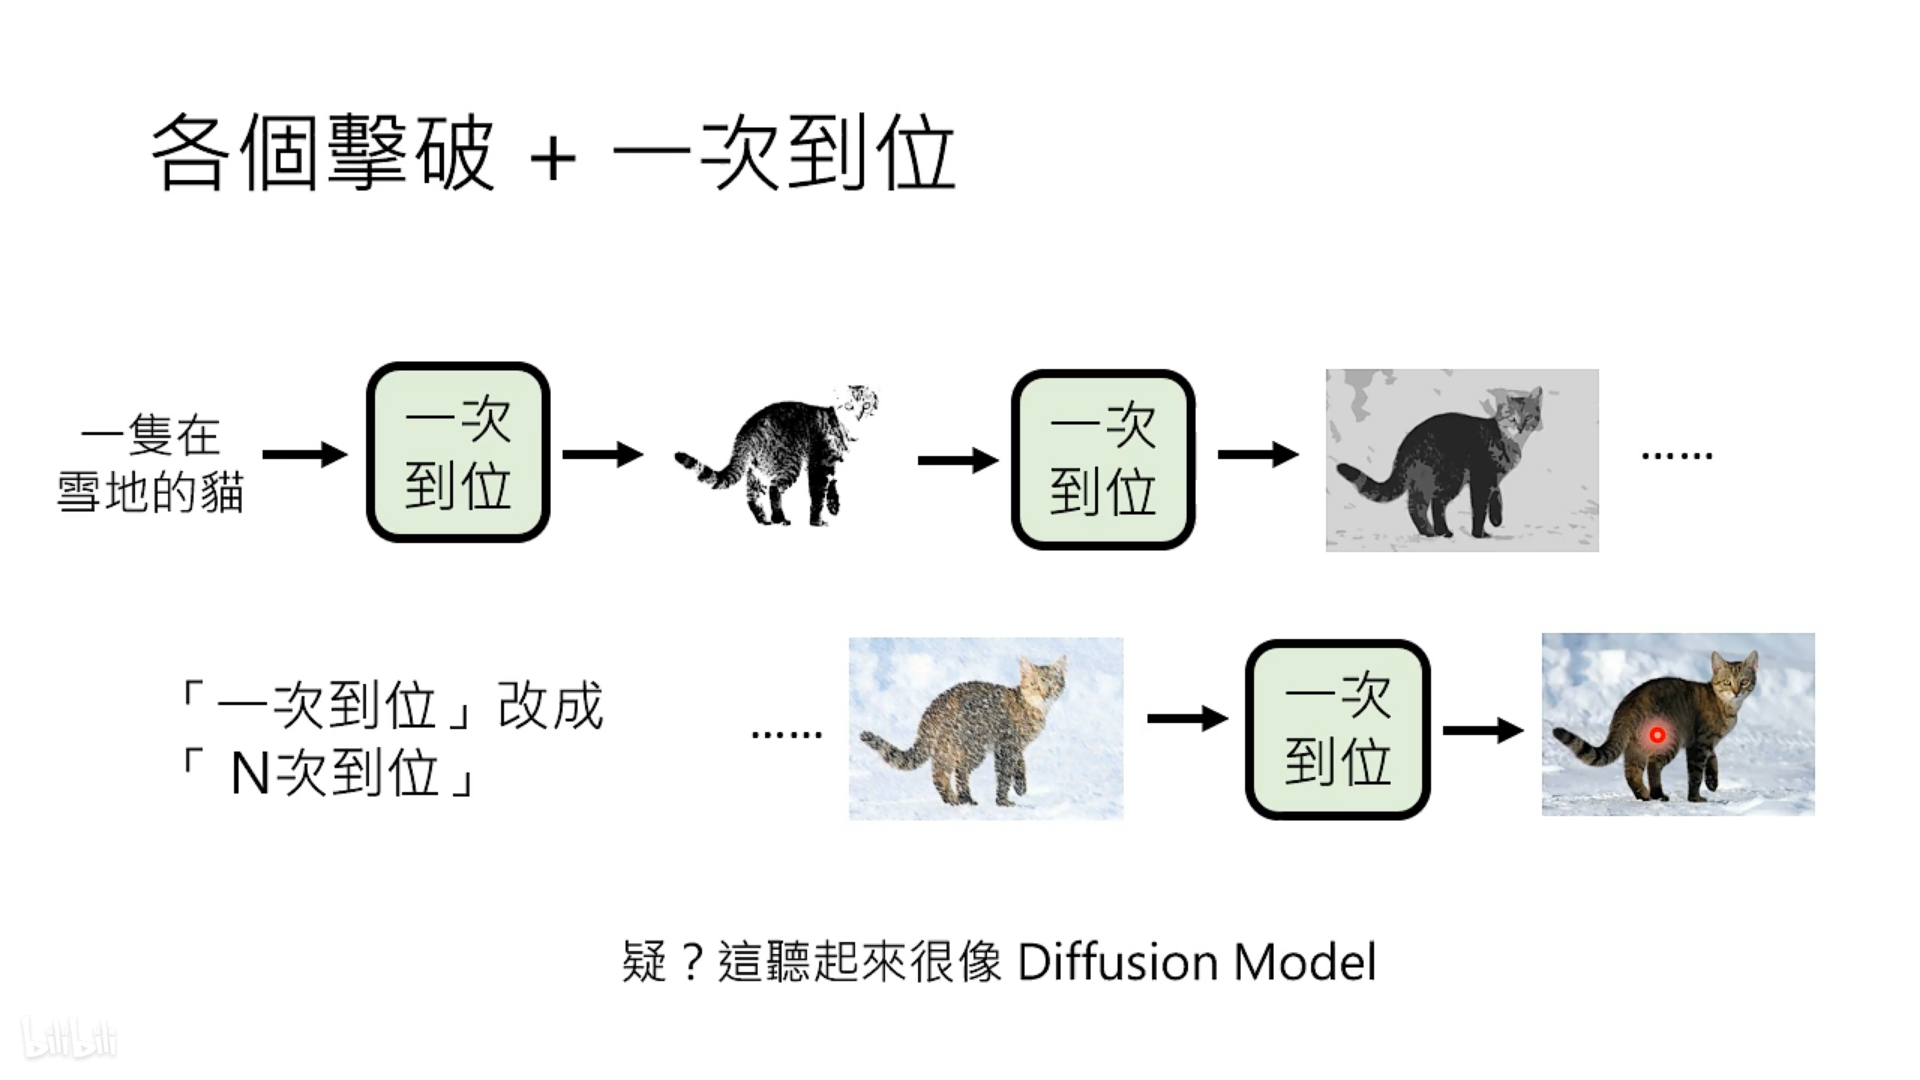 各個擊破 + 一次到位
一隻在
雪地的貓
一次
到位
一次
到位
……
「一次到位」改成
「 N次到位」
……
一次
到位
疑？這聽起來很像 Diffusion Model
bilibili